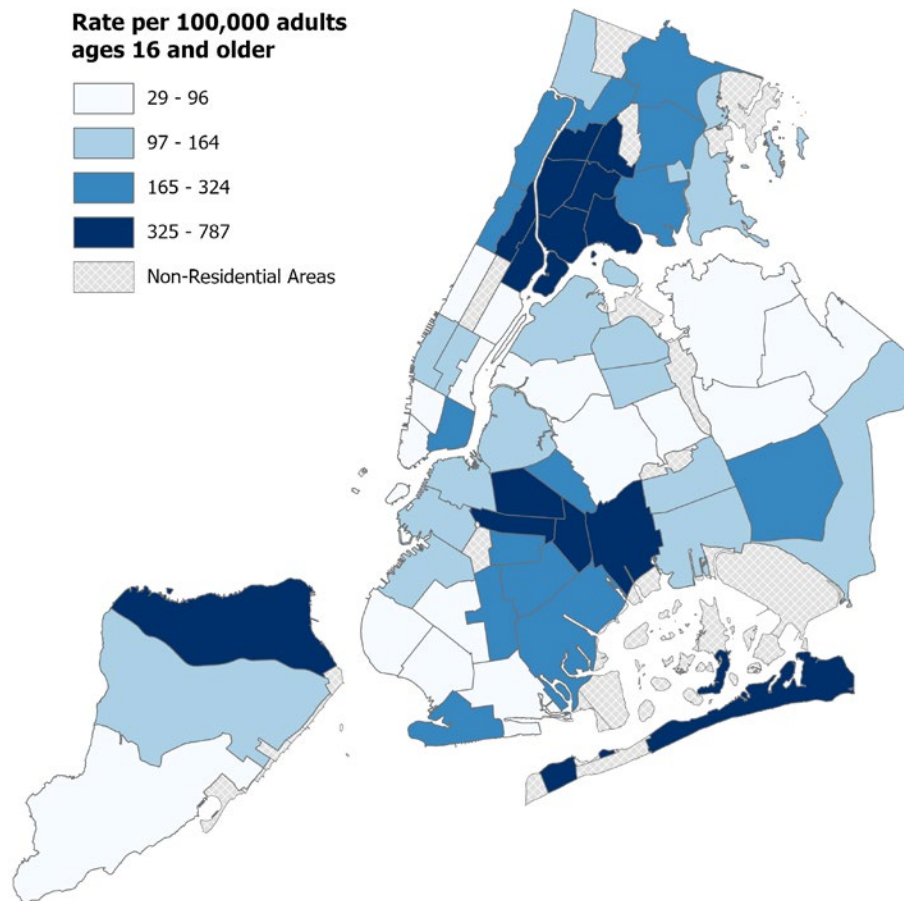 Rate per 100,000 adults
ages 16 and older
29 - 96
97 - 164
165 - 324
325 - 787
Non-Residential Areas